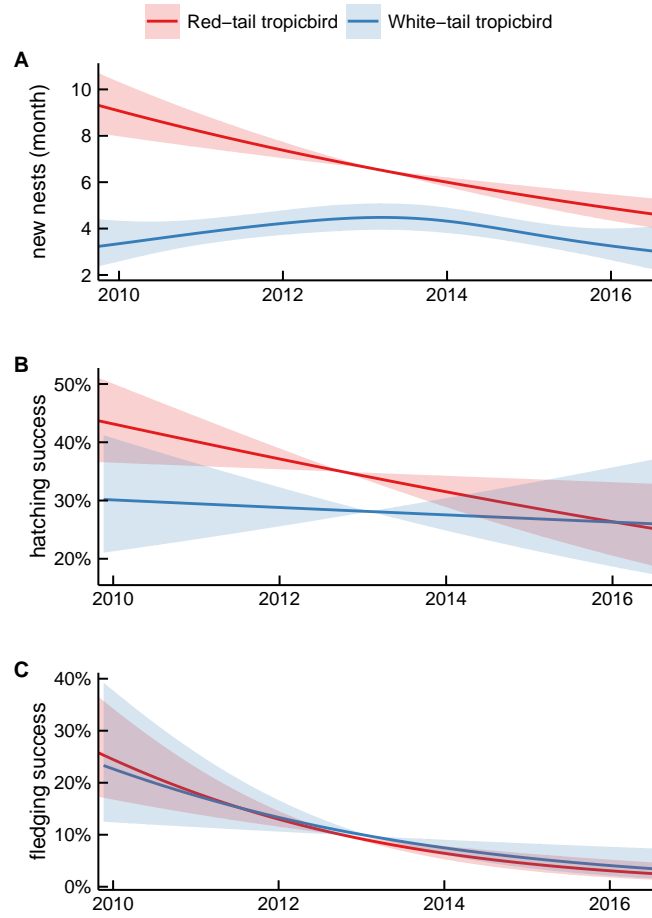 Red−tail tropicbird White−tail tropicbird
A
new nests (month)
10
8
6
4
2
2010 2012 2014 2016
B
hatching success
50%
40%
30%
20%
2010 2012 2014 2016
C
fledging success
40%
30%
20%
10%
0%
2010 2012 2014 2016